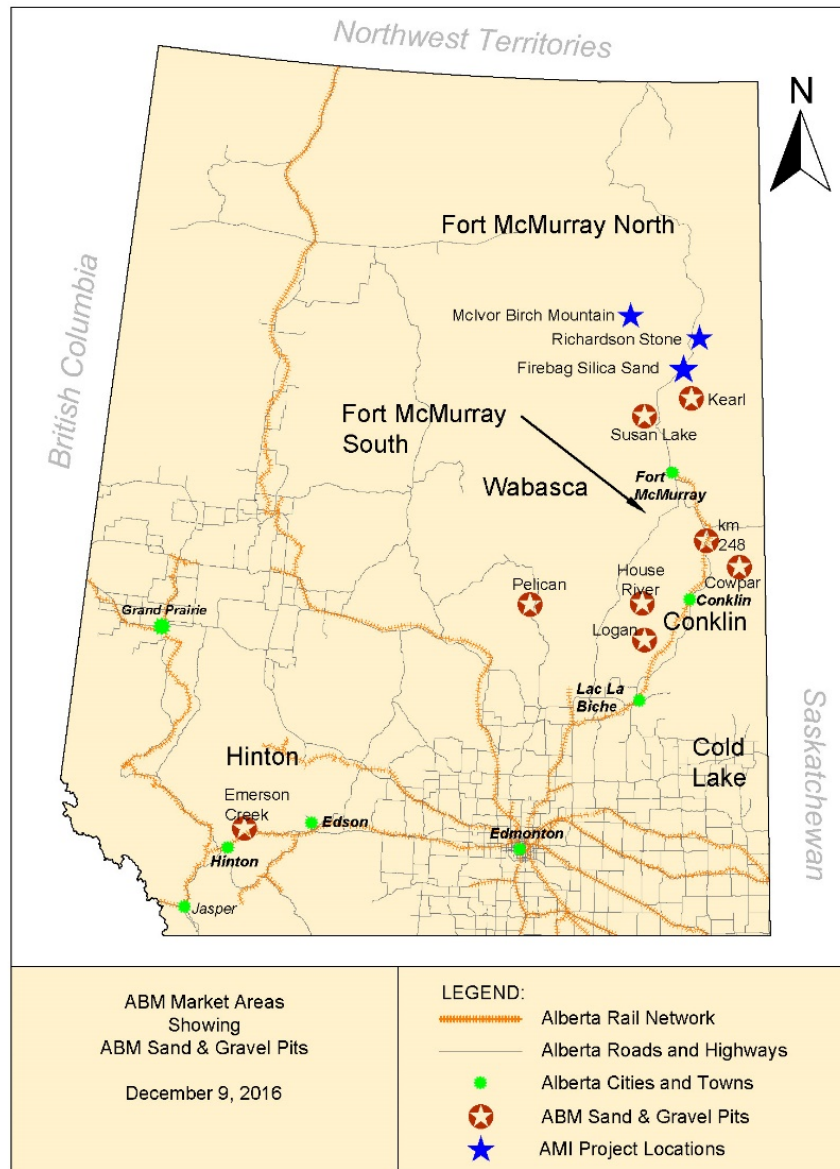 Northwest Territories
N
Fort McMurray North
British Columbia
McIvor Birch Mountain
Richardson Stone
Firebag Silica Sand
Kearl
Fort McMurray
South
Susan Lake
Wabasca
Fort
McMurray
km
248
House
River
Cowpar
Pelican
Conklin
Grand Prairie
Conklin
Logan
Lac La
Biche
Saskatchewan
Cold
Lake
Hinton
Emerson
Creek
Edson
Edmonton
Hinton
Jasper
ABM Market Areas
Showing
ABM Sand & Gravel Pits
December 9, 2016
LEGEND:
Alberta Rail Network
Alberta Roads and Highways
Alberta Cities and Towns
ABM Sand & Gravel Pits
AMI Project Locations